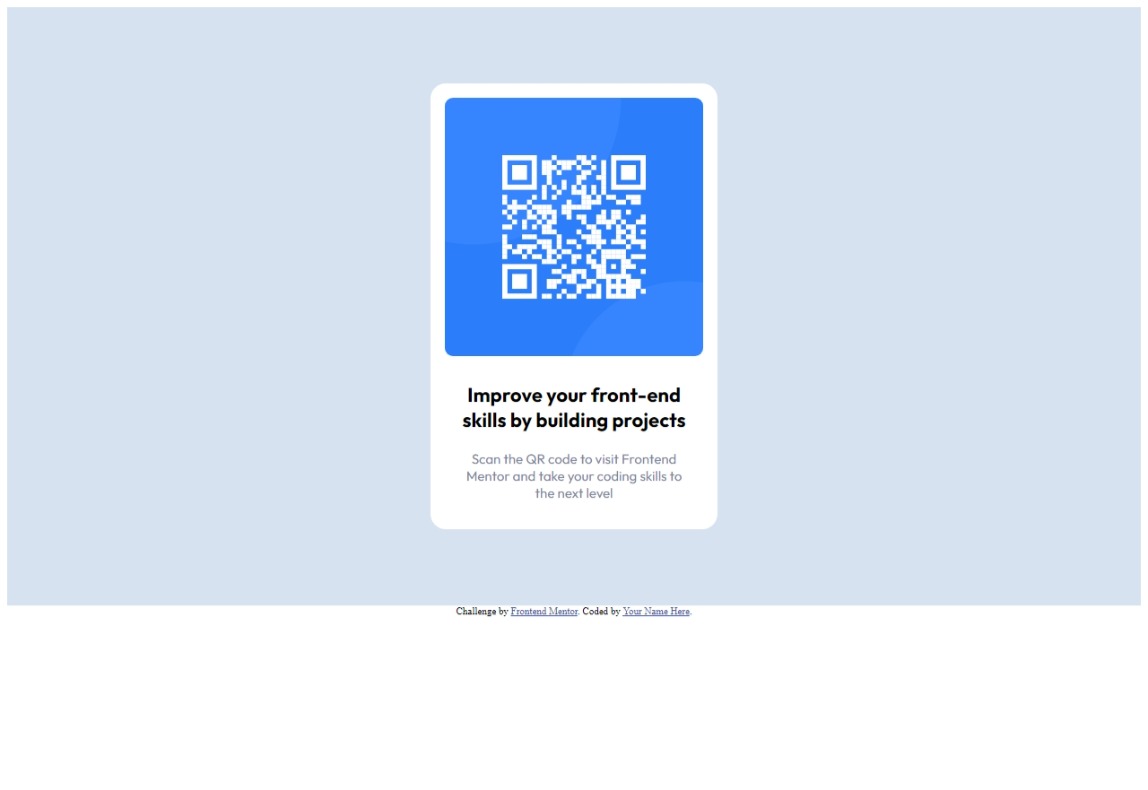 Improve your front-end
skills by building projects
Scan the QR code to visit Frontend
Mentor and take your coding skills to
the next level
Challenge by Frontend Mentor. Coded by Your Name Here.